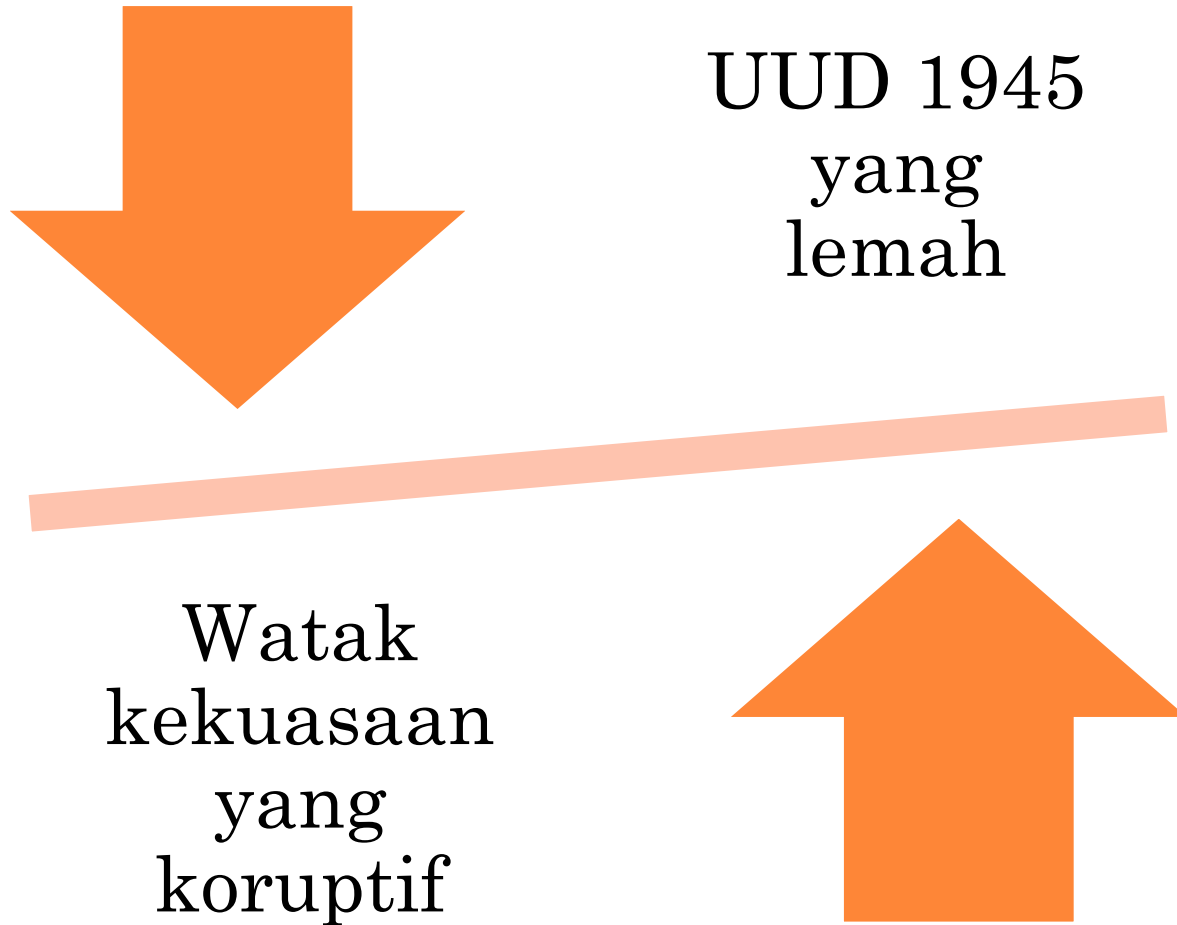 UUD 1945
yang
lemah
Watak
kekuasaan
yang
koruptif